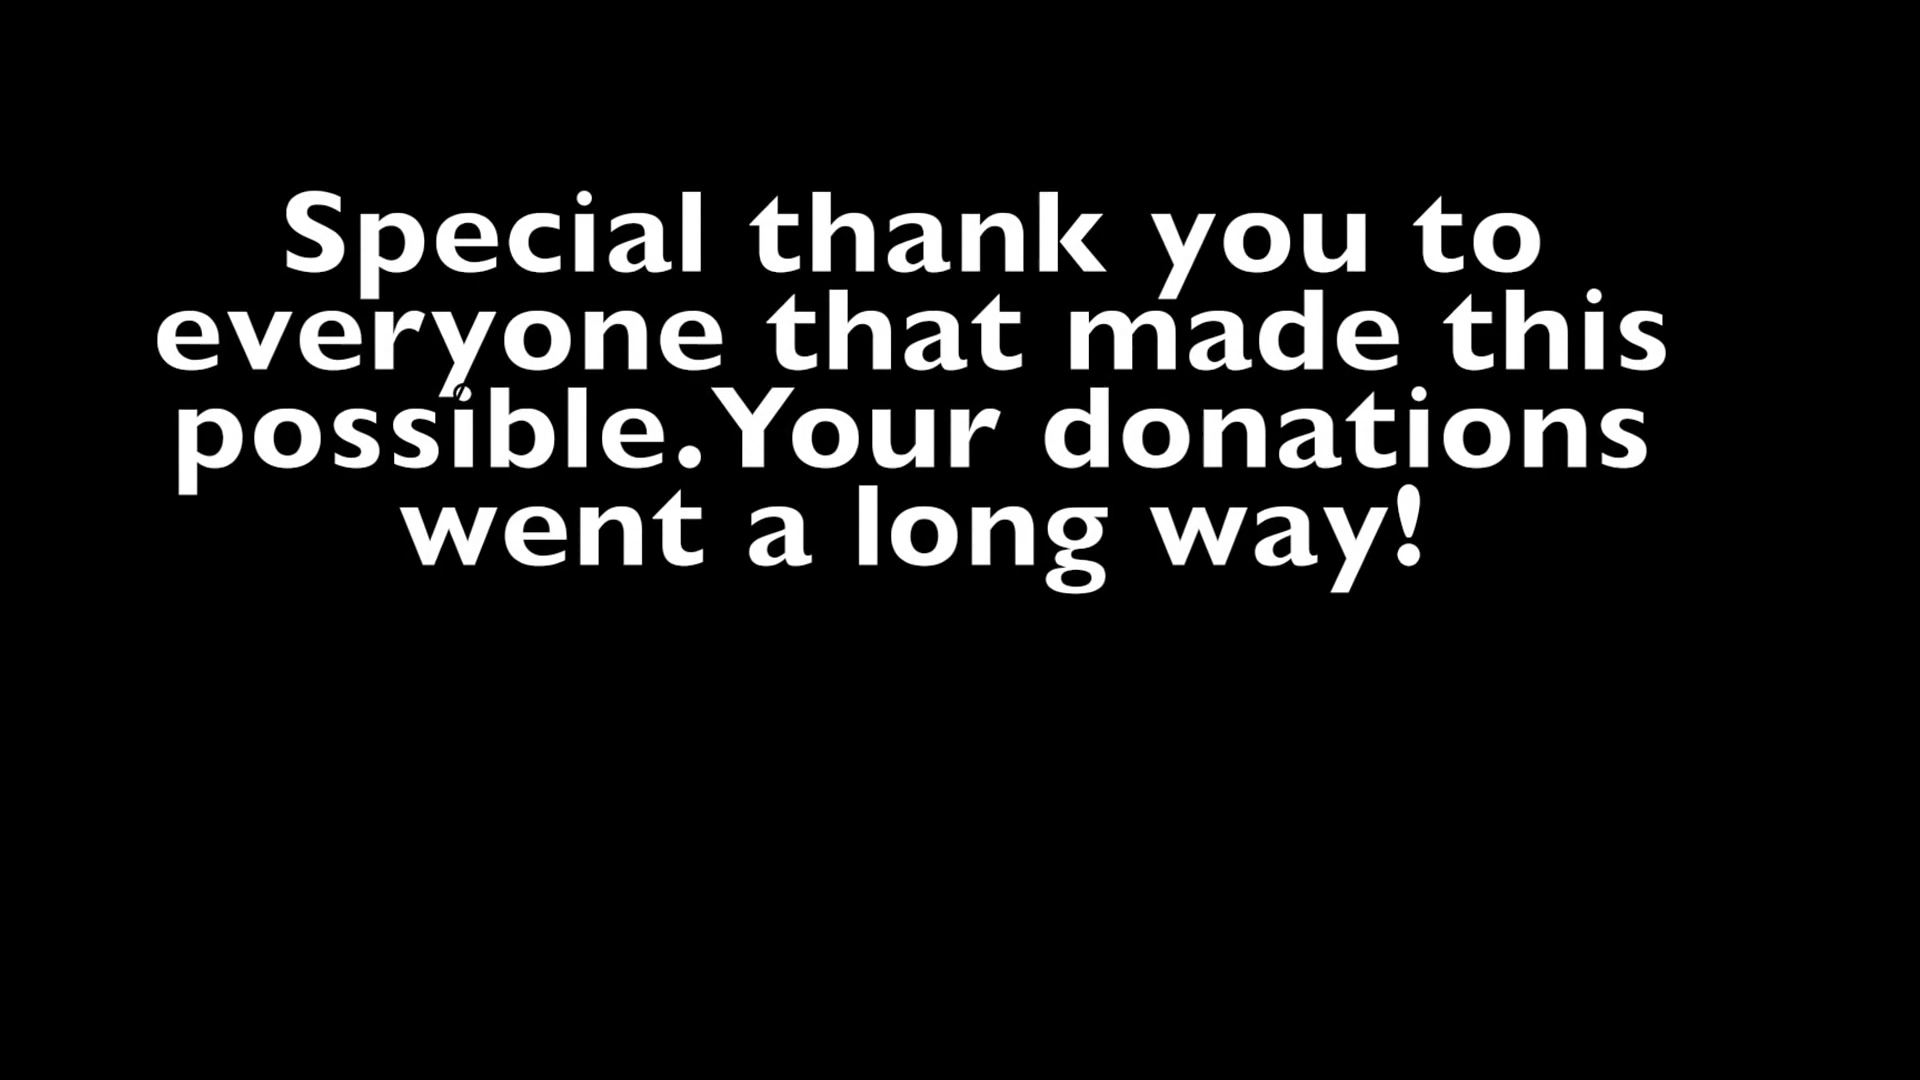 Special thank you to
everyone that made this
possible. Your donations
went a long way!